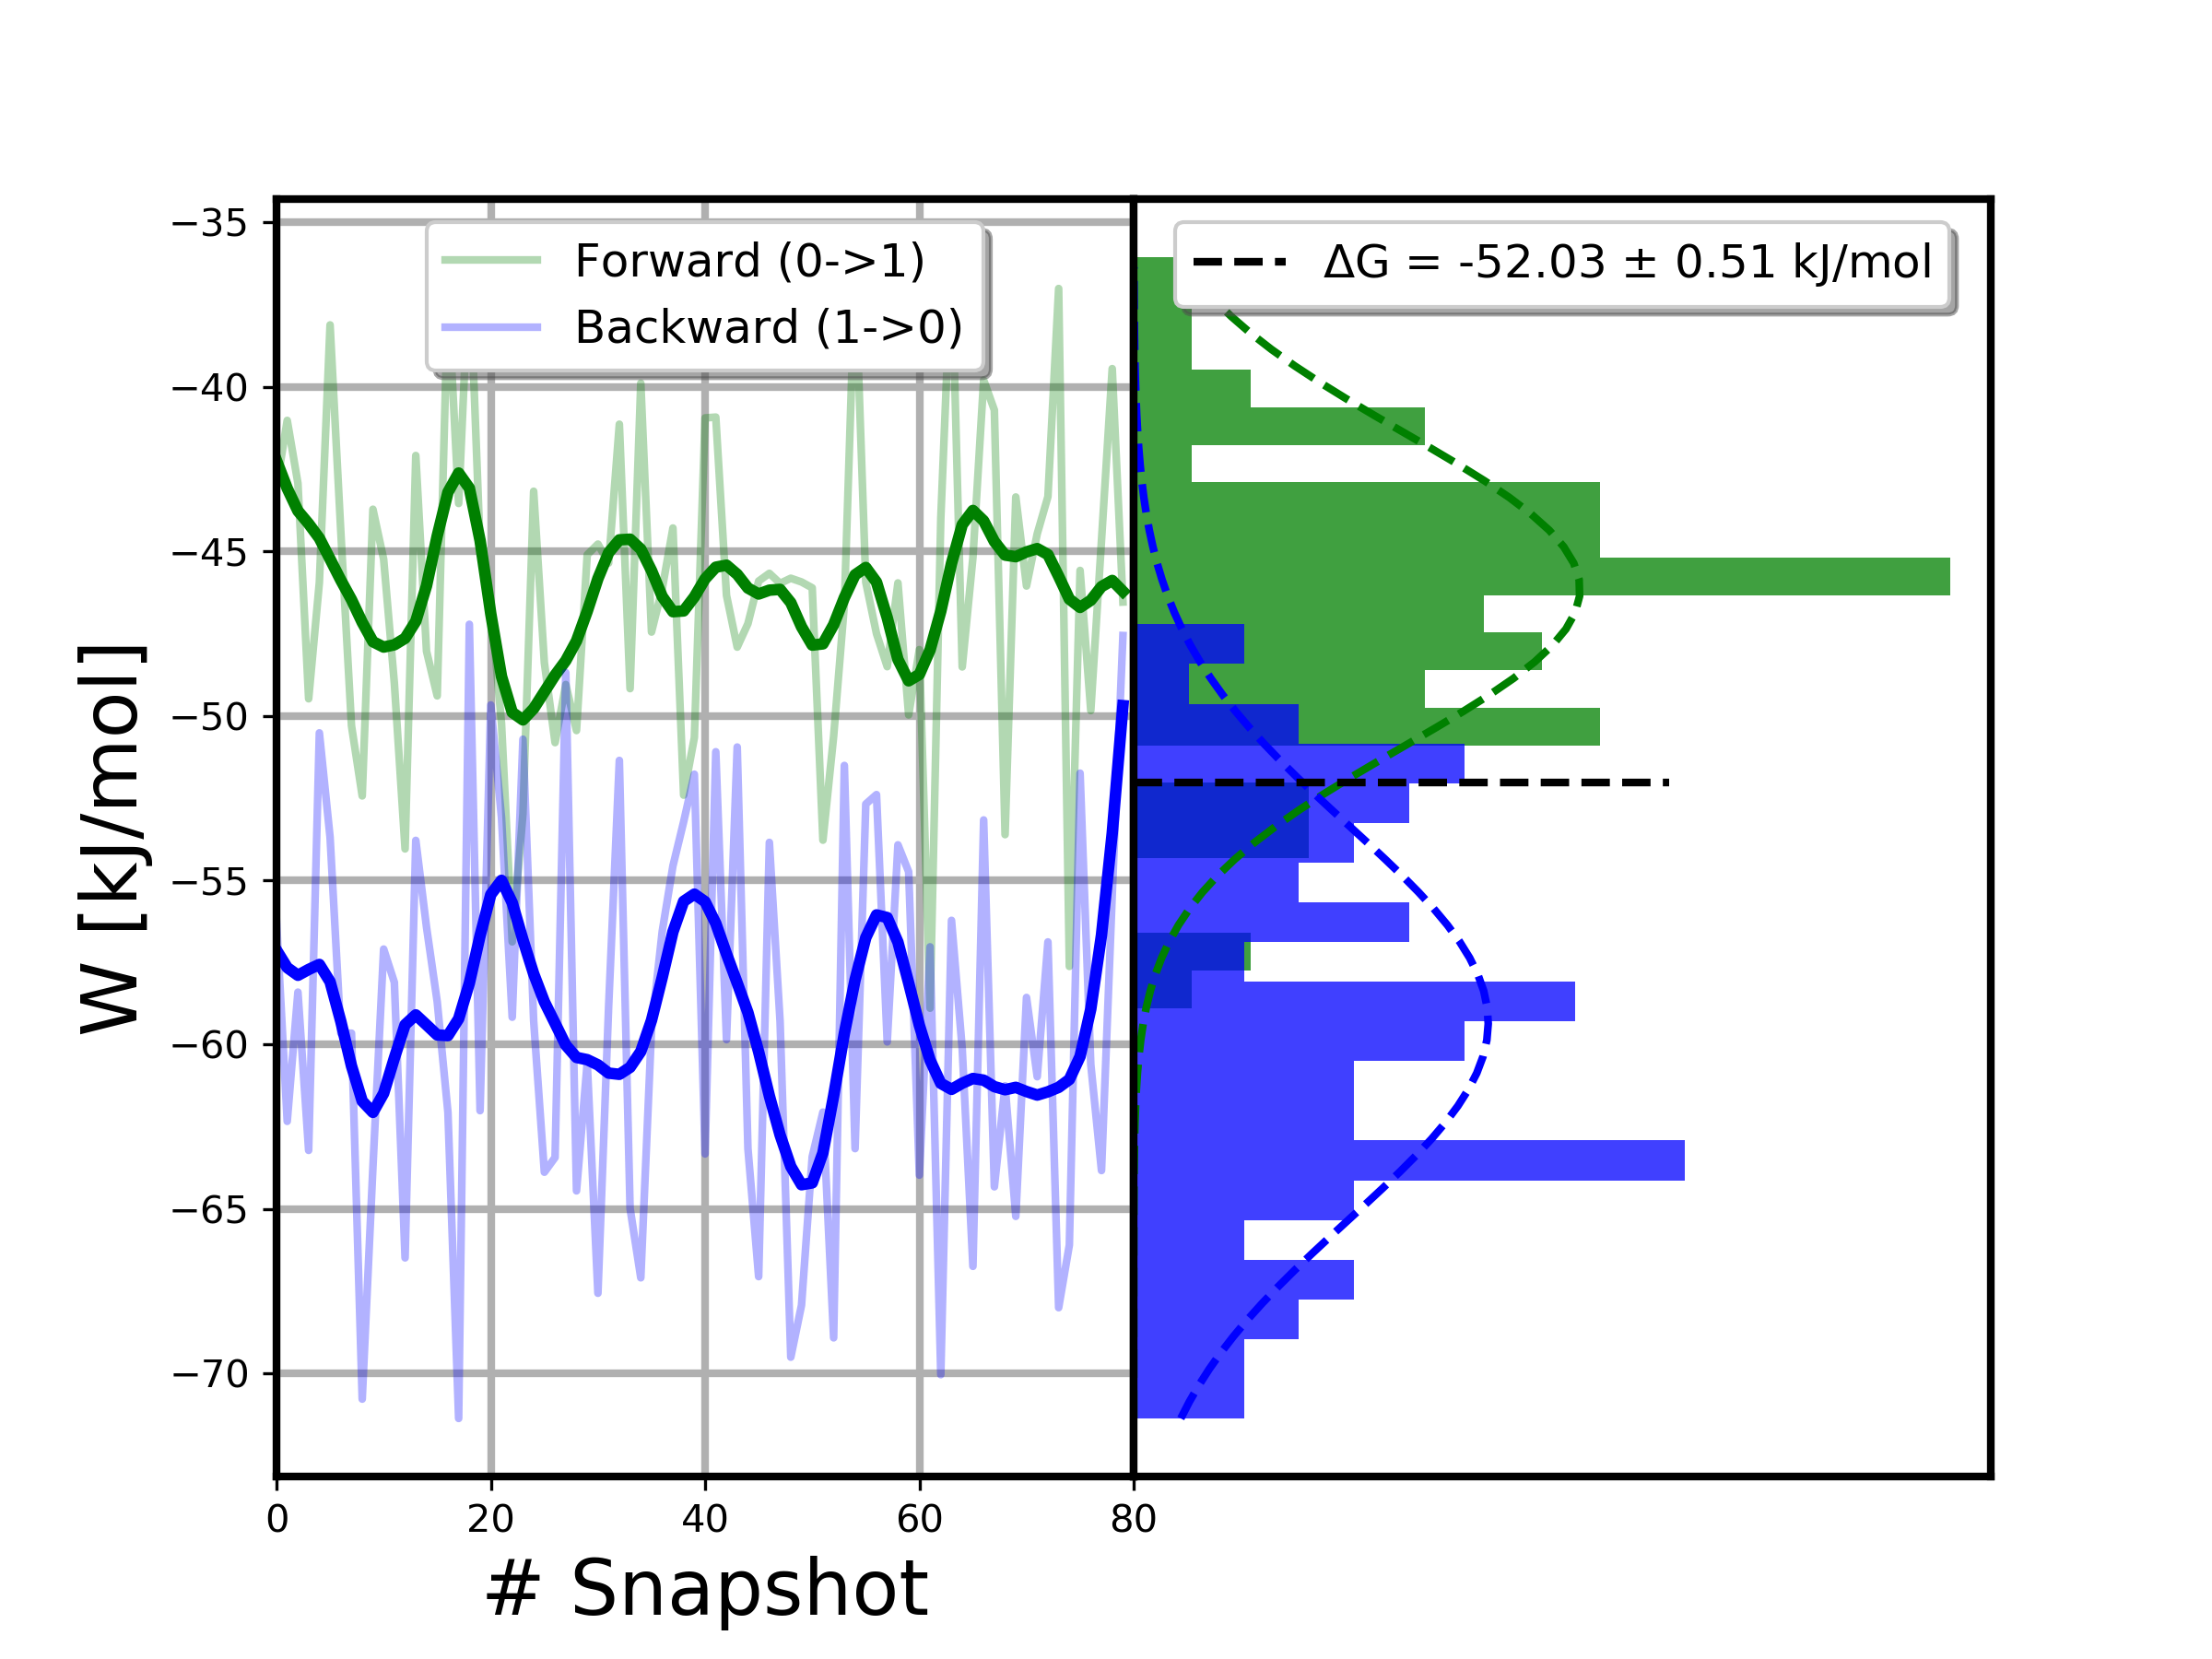 −35
−40
−45
−50
−55
−60
−65
−70
W [kJ/mol]
Forward (0->1)
Backward (1->0)
ΔG = -52.03 ± 0.51 kJ/mol
0 20 40 60 80
# Snapshot